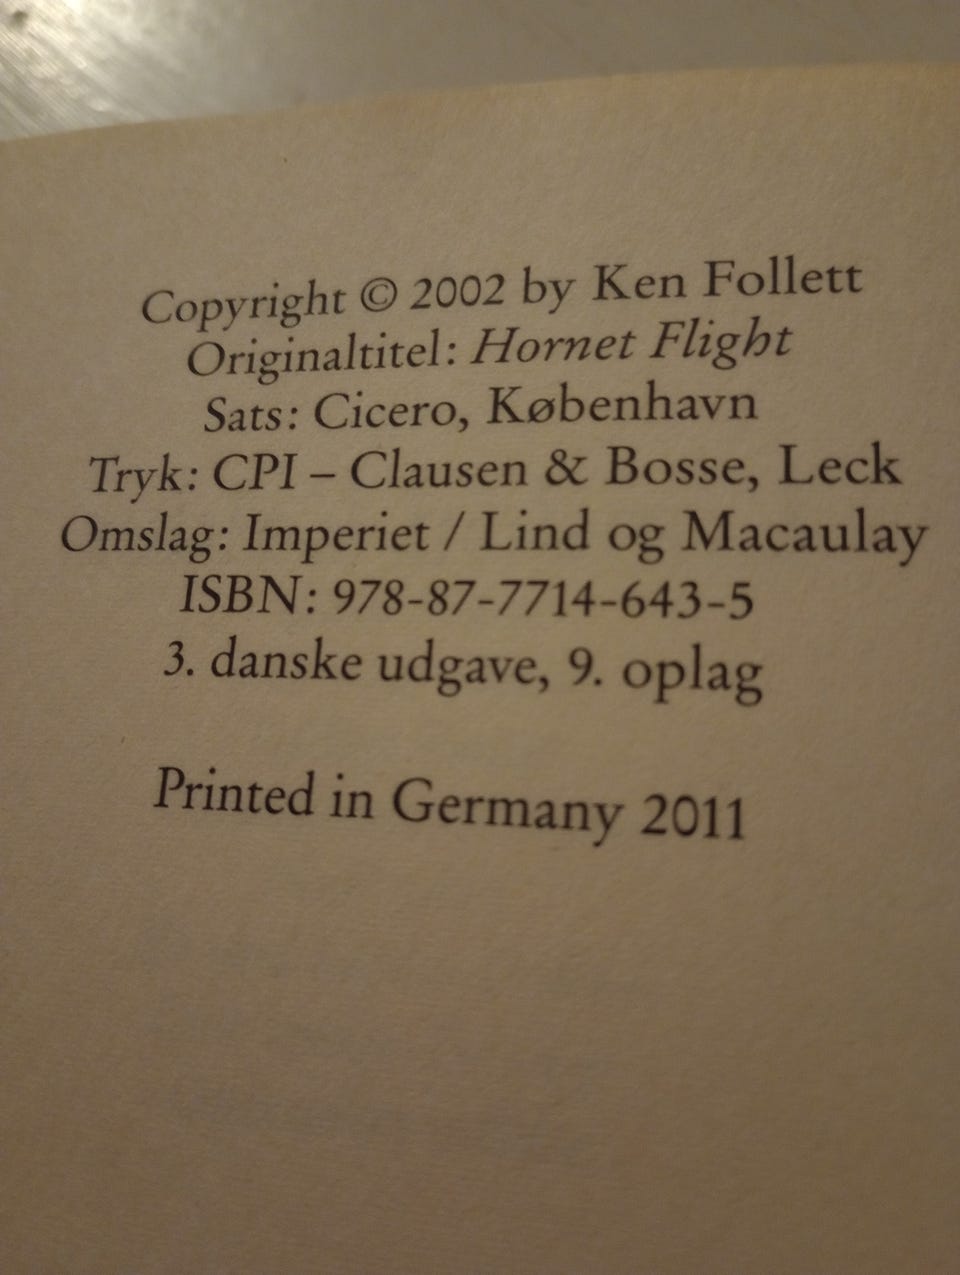 Copyright © 2002 by Ken Follett
Originaltitel: Hornet Flight
Sats: Cicero, København
Tryk: CPI – Clausen & Bosse, Leck
Omslag: Imperiet / Lind og Macaulay
ISBN: 978-87-7714-643-5
3. danske udgave, 9. oplag
Printed in Germany 2011